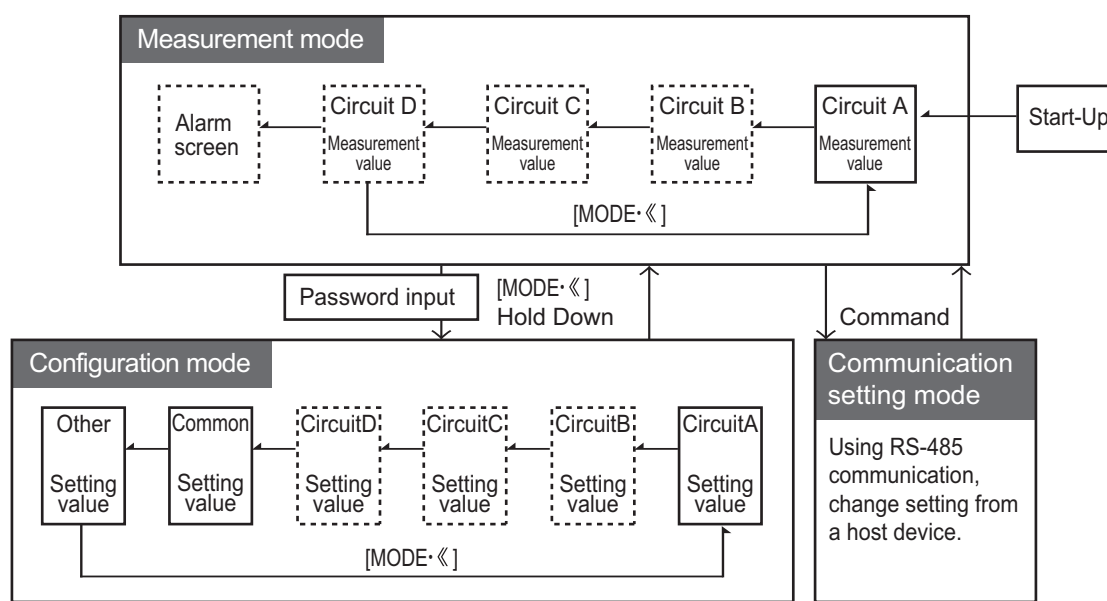 Measurement mode
Alarm
screen
Circuit D
Measurement
value
Circuit C
Measurement
value
Circuit B
Measurement
value
Circuit A
Measurement
value
Start-Up
[MODE･《 ]
Password input
[MODE･《 ]
Hold Down
Command
Configuration mode
Other
Setting
value
Common
Setting
value
CircuitD
Setting
value
CircuitC
Setting
value
CircuitB
Setting
value
CircuitA
Setting
value
[MODE･《 ]
Communication
setting mode
Using RS-485
communication,
change setting from
a host device.